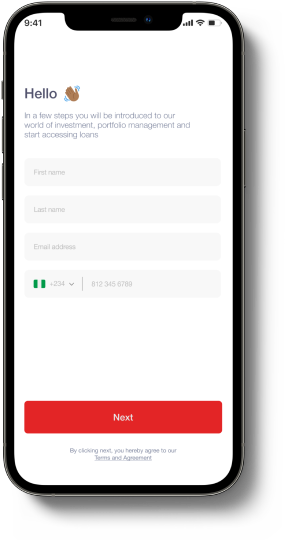 9:41
Hello 👋🏾
In a few steps you will be introduced to our
world of investment, portfolio management and
start accessing loans
First name
Last name
Email address
+234 812 345 6789
Next
By clicking next, you hereby agree to our
Terms and Agreement